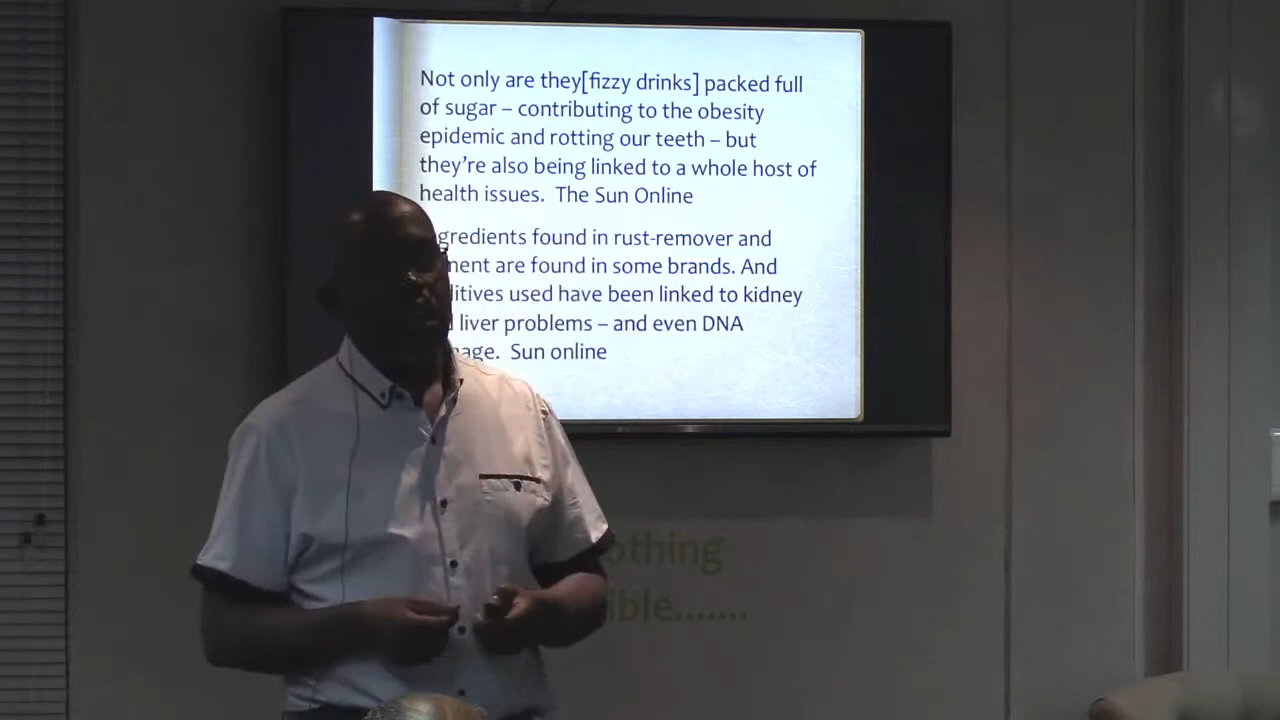 Not only are they[fizzy drinks] packed full
of sugar – contributing to the obesity
epidemic and rotting our teeth – but
they’re also being linked to a whole host of
health issues.  The Sun Online
gredients found in rust-remover and
ment are found in some brands. And
litives used have been linked to kidney
liver problems – and even DNA
age.  Sun online
othing
ible.......